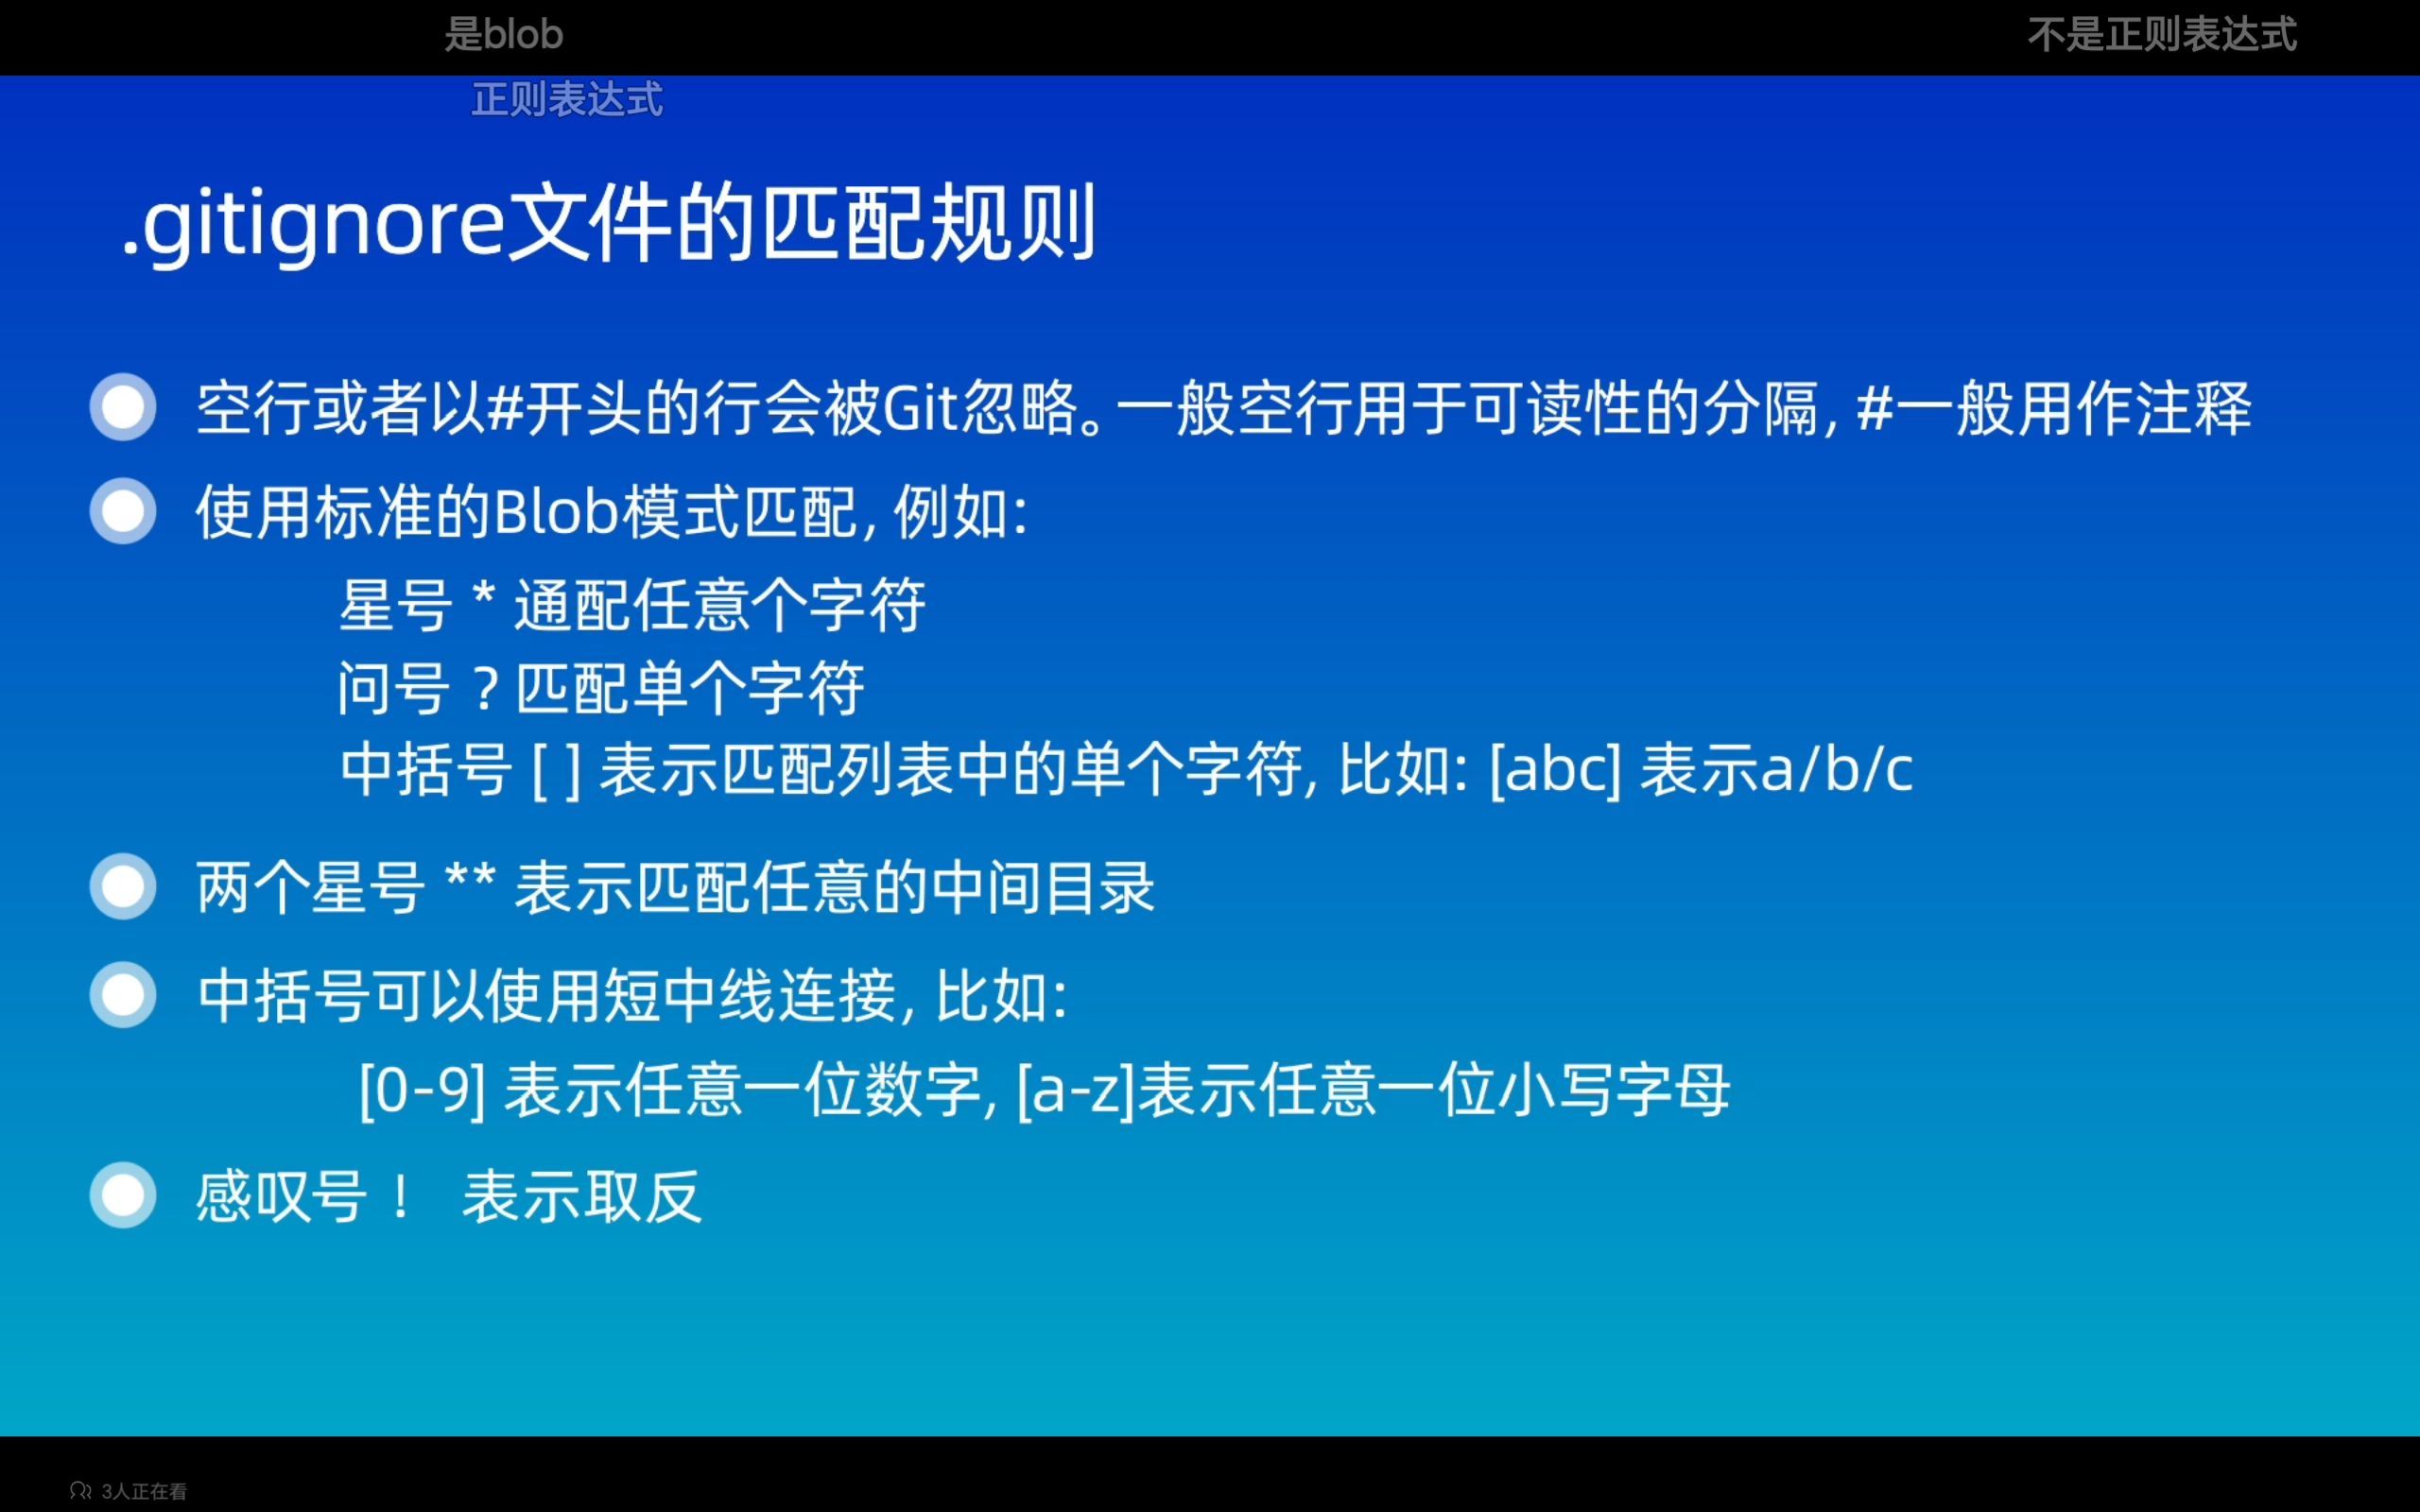 是blob
不是正则表达式
正则表达式
.gitignore文件的匹配规则
空行或者以#开头的行会被Git忽略。一般空行用于可读性的分隳, #一般用作注释
使用标准的Blob模式匹配, 例如:
星号 * 通配任意个字符
问号 ? 匹配单个字符
中括号 [ ] 表示匹配列表中的单个字符, 比如: [abc] 表示a/b/c
两个星号 ** 表示匹配任意的中间目录
中括号可以使用短中线连接, 比如:
[0-9] 表示任意一位数字, [a-z]表示任意一位小写字母
感叹号 ！ 表示取反
3人正在看